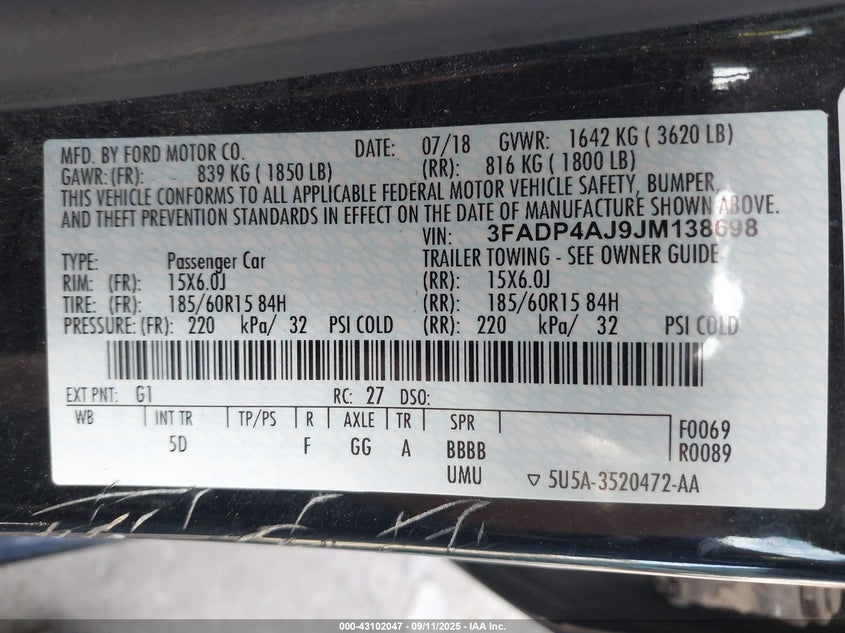 MFD. BY FORD MOTOR CO. DATE: 07/18 GVWR: 1642 KG ( 3620 LB)
GAWR:(FR): 839 KG ( 1850 LB) (RR): 816 KG ( 1800 LB)
THIS VEHICLE CONFORMS TO ALL APPLICABLE FEDERAL MOTOR VEHICLE SAFETY, BUMPER,
AND THEFT PREVENTION STANDARDS IN EFFECT ON THE DATE OF MANUFACTURE SHOWN ABOVE.
VIN: 3FADP4AJ9JM138698
TYPE: Passenger Car TRAILER TOWING - SEE OWNER GUIDE.
RIM: (FR): 15X6.0J (RR): 15X6.0J
TIRE: (FR): 185/60R15 84H (RR): 185/60R15 84H
PRESSURE:(FR): 220 kPa/ 32 PSI COLD (RR): 220 kPa/ 32 PSI COLD
EXT PNT: G1 RC: 27 DSO:
WB INT TR TP/PS R AXLE TR SPR F0069
5D F GG A BBBB R0089
UMU ▽ 5U5A-3520472-AA
000-43102047 - 09/11/2025 - IAA Inc.